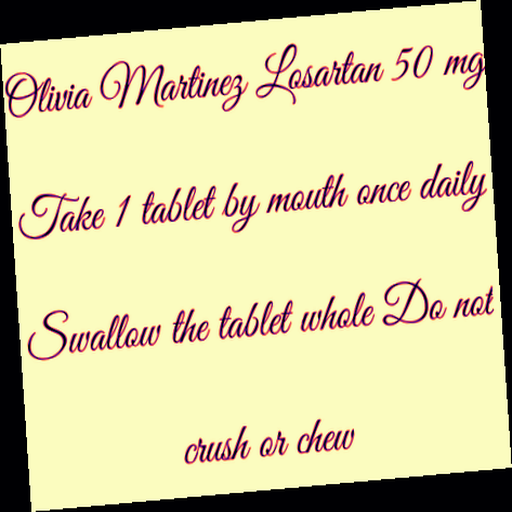 Olivia Martinez Losartan 50 mg
Take 1 tablet by mouth once daily
Swallow the tablet whole Do not
crush or chew